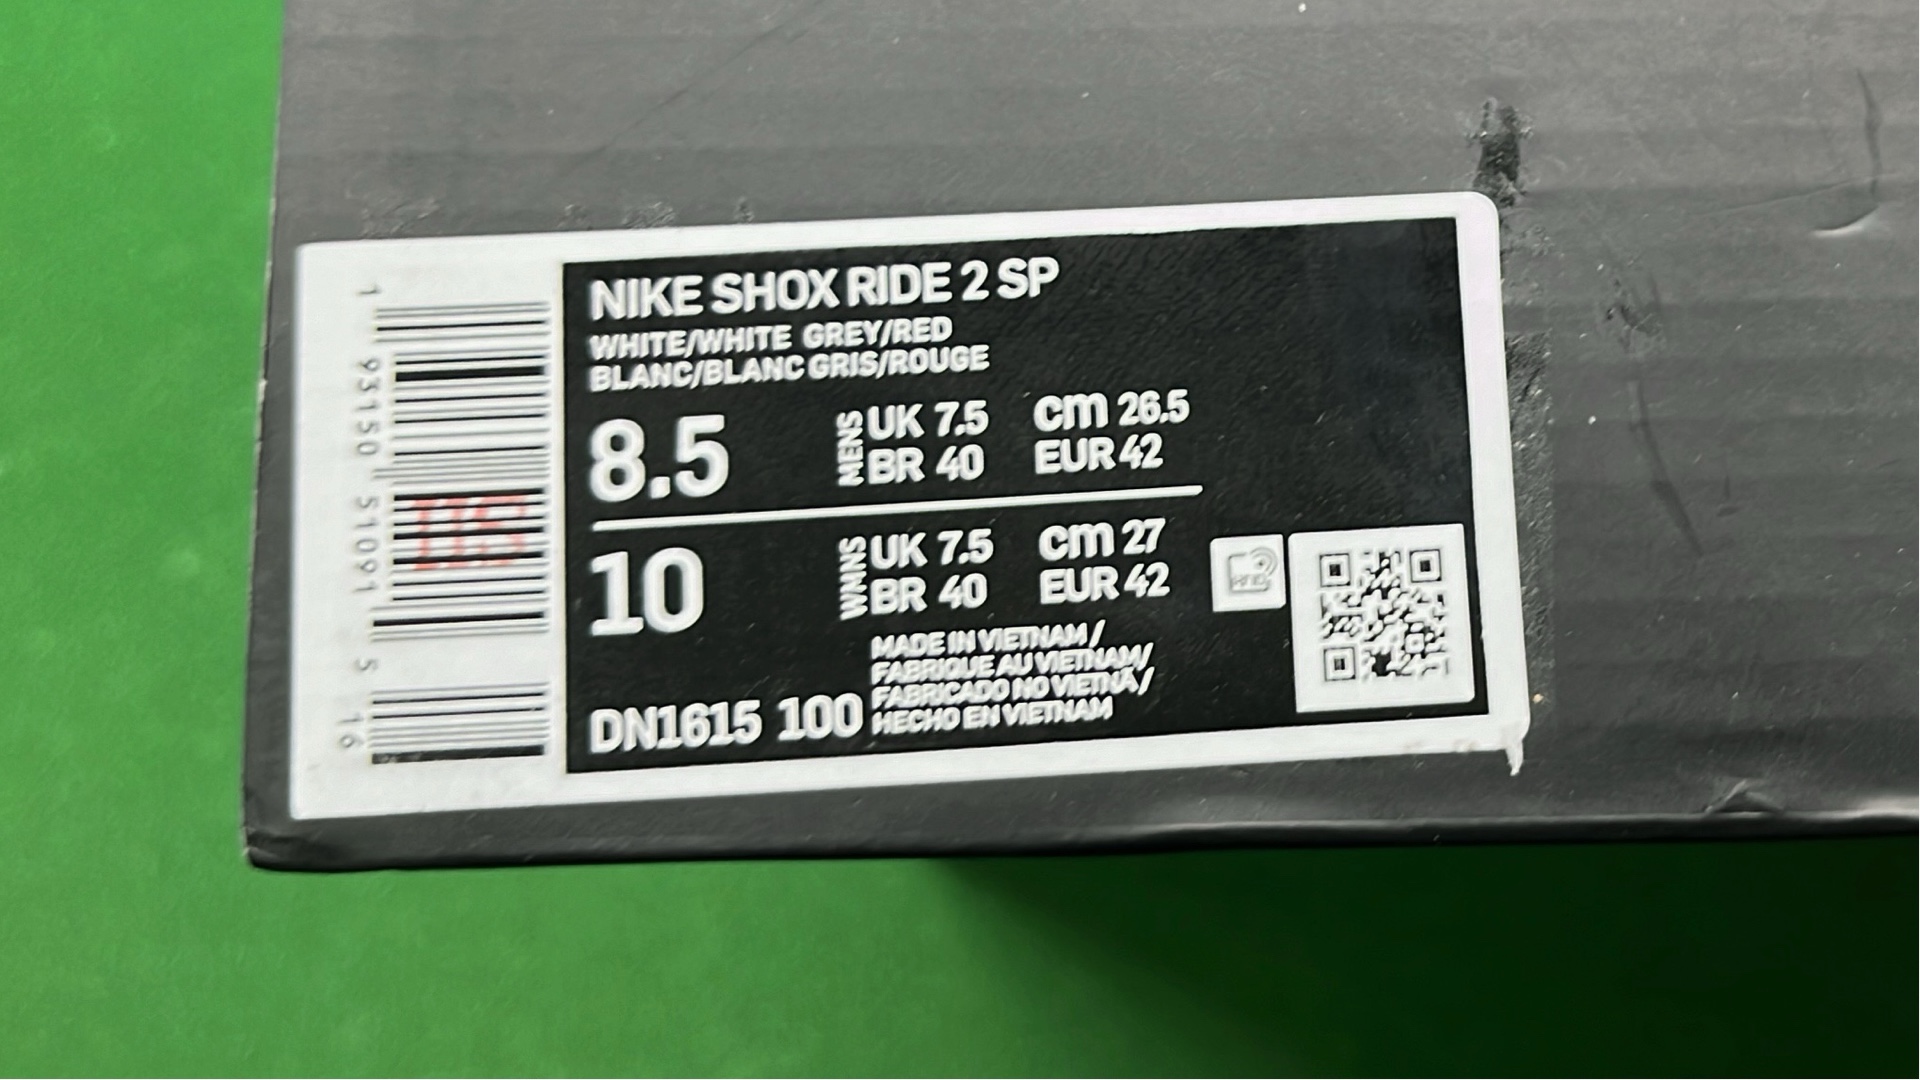 NIKE SHOX RIDE 2 SP
WHITE/WHITE GREY/RED
BLANC/BLANC GRIS/ROUGE
8.5
MENS
UK 7.5 cm 26.5
BR 40 EUR 42
10
WMNS
UK 7.5 cm 27
BR 40 EUR 42
MADE IN VIETNAM /
FABRIQUE AU VIETNAM/
FABRICADO NO VIETNÃ/
HECHO EN VIETNAM
DN1615 100
RFID
1 93150 51091 5 16